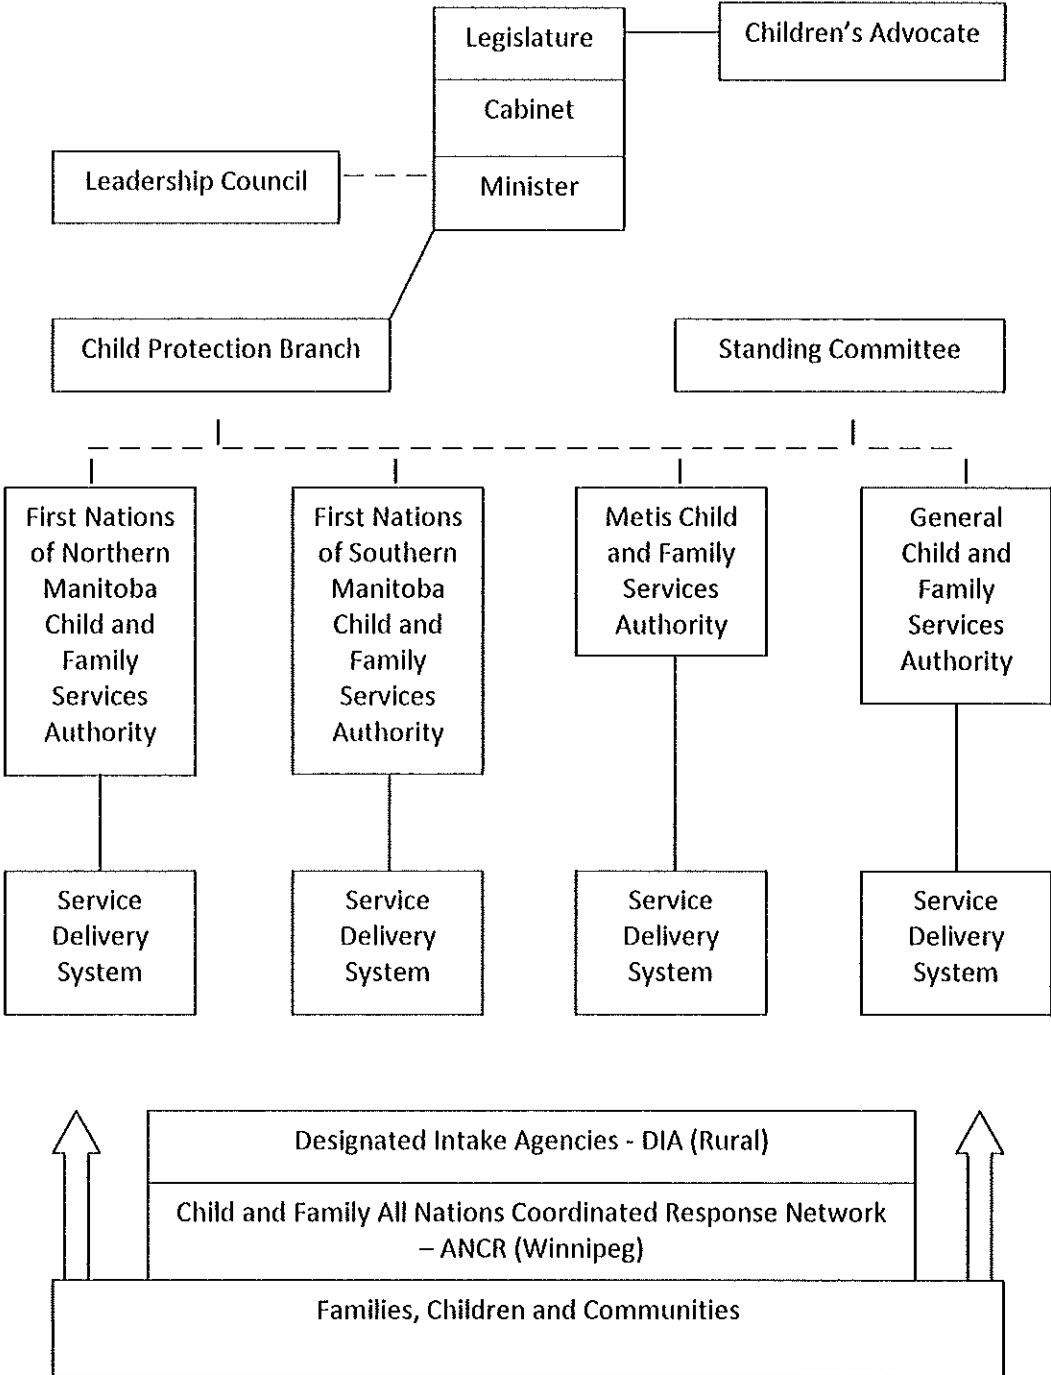 Legislature
Children's Advocate
Cabinet
Leadership Council
Minister
Child Protection Branch
Standing Committee
First Nations
of Northern
Manitoba
Child and
Family
Services
Authority
First Nations
of Southern
Manitoba
Child and
Family
Services
Authority
Metis Child
and Family
Services
Authority
General
Child and
Family
Services
Authority
Service
Delivery
System
Service
Delivery
System
Service
Delivery
System
Service
Delivery
System
Designated Intake Agencies - DIA (Rural)
Child and Family All Nations Coordinated Response Network
– ANCR (Winnipeg)
Families, Children and Communities